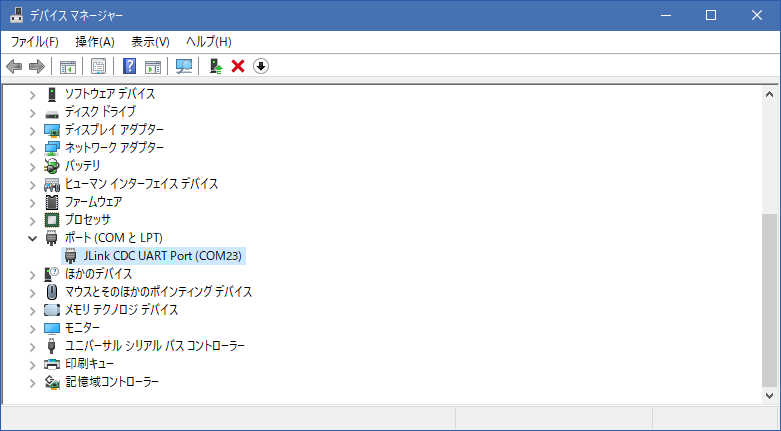 デバイス マネージャー
ファイル(F) 操作(A) 表示(V) ヘルプ(H)
ソフトウェア デバイス
ディスク ドライブ
ディスプレイ アダプター
ネットワーク アダプター
バッテリ
ヒューマン インターフェイス デバイス
ファームウェア
プロセッサ
ポート (COM と LPT)
JLink CDC UART Port (COM23)
ほかのデバイス
マウスとそのほかのポインティング デバイス
メモリ テクノロジ デバイス
モニター
ユニバーサル シリアル バス コントローラー
印刷キュー
記憶域コントローラー